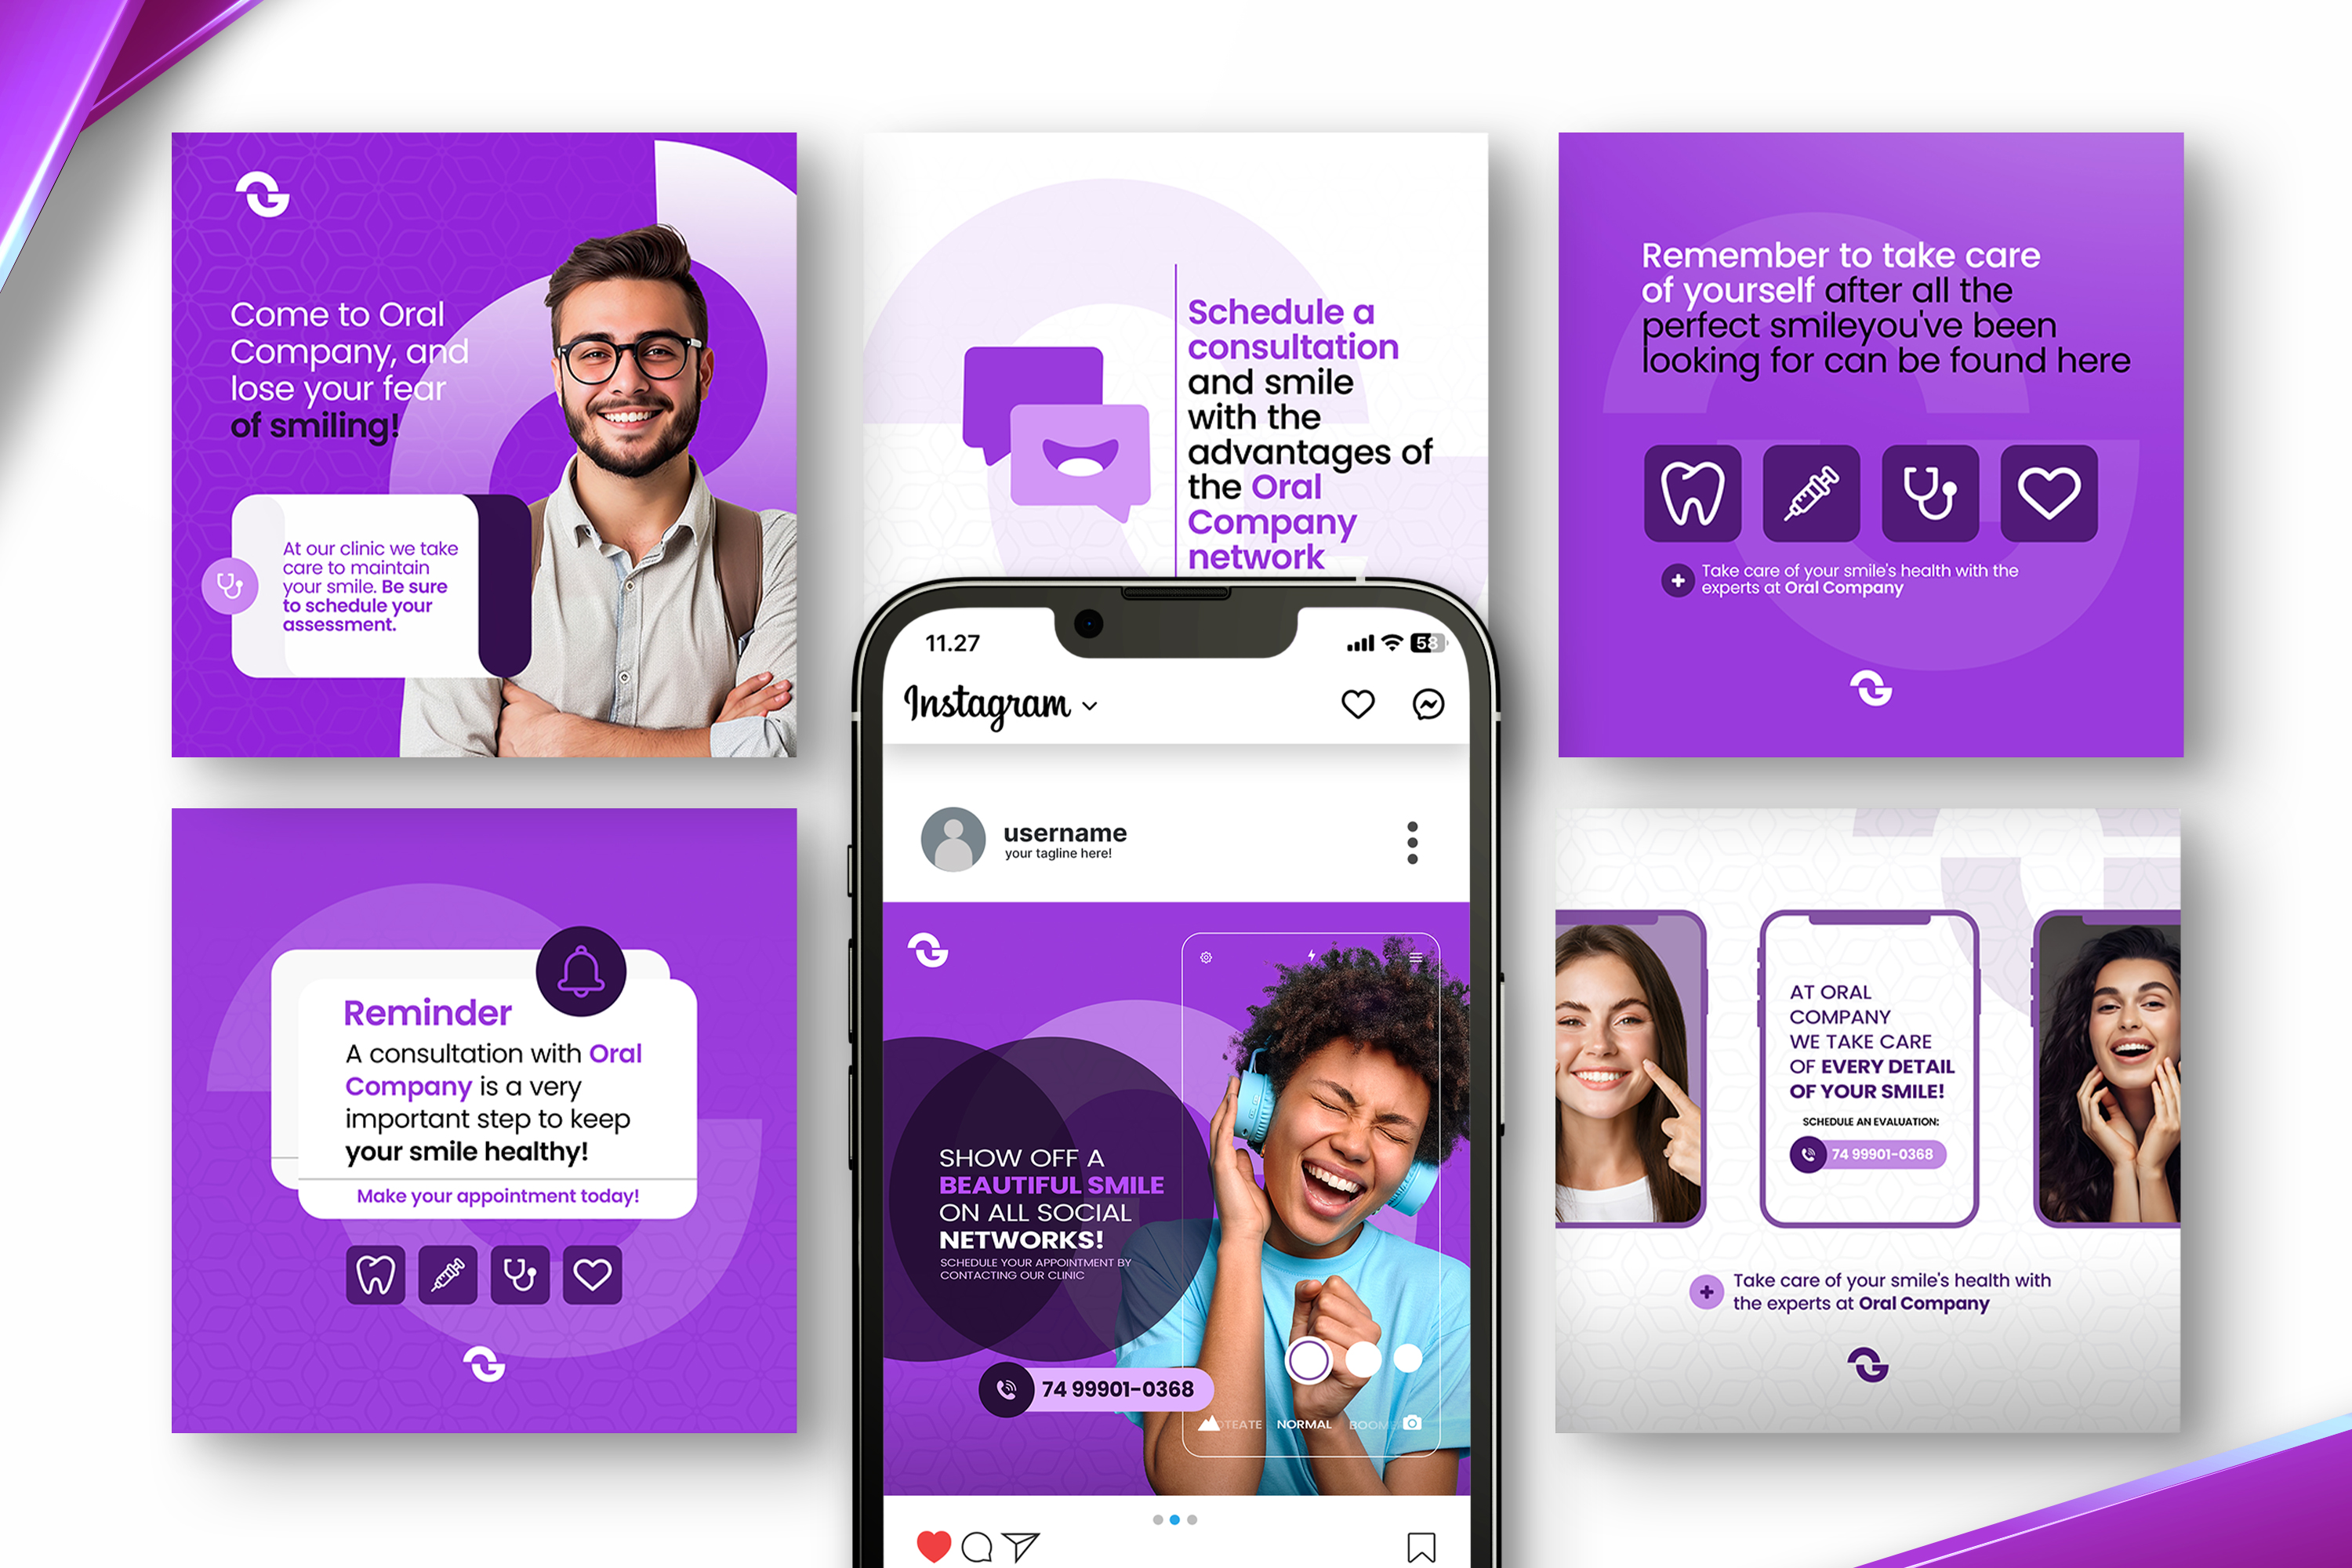 Come to Oral
Company, and
lose your fear
of smiling!
At our clinic we take
care to maintain
your smile. Be sure
to schedule your
assessment.
Schedule a
consultation
and smile
with the
advantages of
the Oral
Company
network
Remember to take care
of yourself after all the
perfect smileyou've been
looking for can be found here
Take care of your smile's health with the
experts at Oral Company
Reminder
A consultation with Oral
Company is a very
important step to keep
your smile healthy!
Make your appointment today!
11.27
58
Instagram
username
your tagline here!
SHOW OFF A
BEAUTIFUL SMILE
ON ALL SOCIAL
NETWORKS!
SCHEDULE YOUR APPOINTMENT BY
CONTACTING OUR CLINIC
74 99901-0368
NORMAL
AT ORAL
COMPANY
WE TAKE CARE
OF EVERY DETAIL
OF YOUR SMILE!
SCHEDULE AN EVALUATION:
74 99901-0368
Take care of your smile's health with
the experts at Oral Company